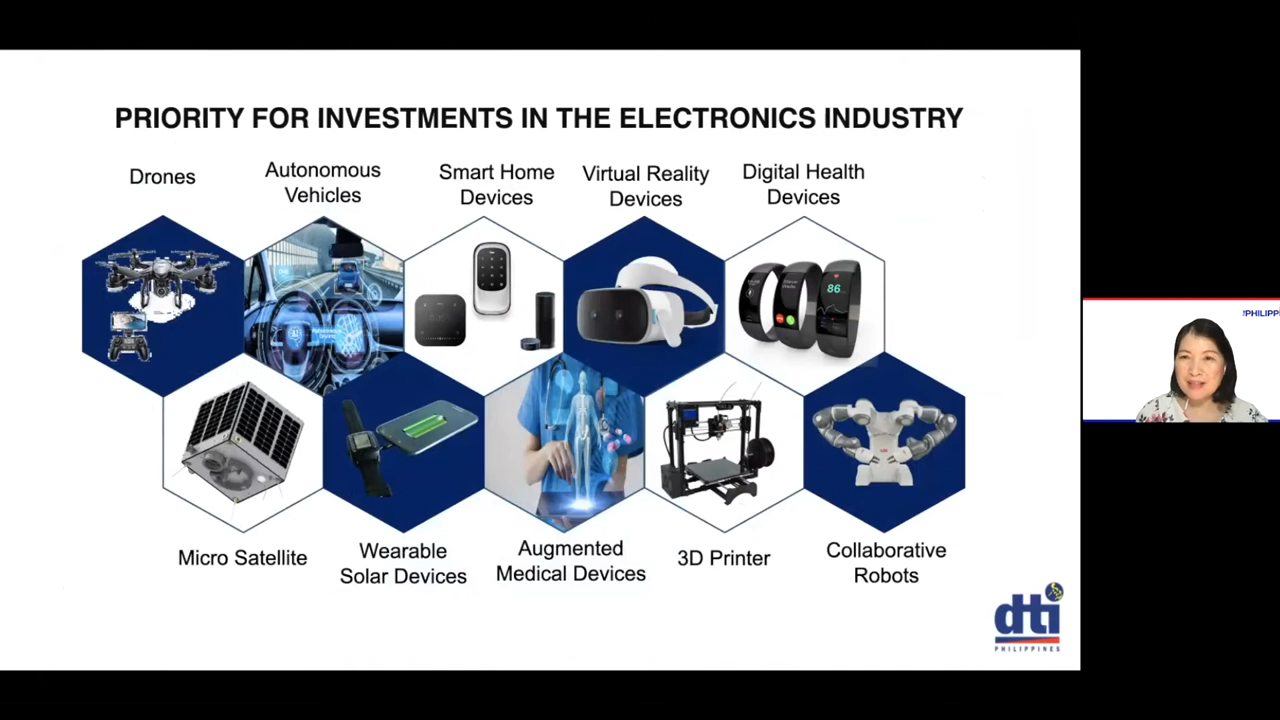 PRIORITY FOR INVESTMENTS IN THE ELECTRONICS INDUSTRY
Drones
Autonomous
Vehicles
Smart Home
Devices
Virtual Reality
Devices
Digital Health
Devices
86
Micro Satellite
Wearable
Solar Devices
Augmented
Medical Devices
3D Printer
Collaborative
Robots
dti
PHILIPPINES